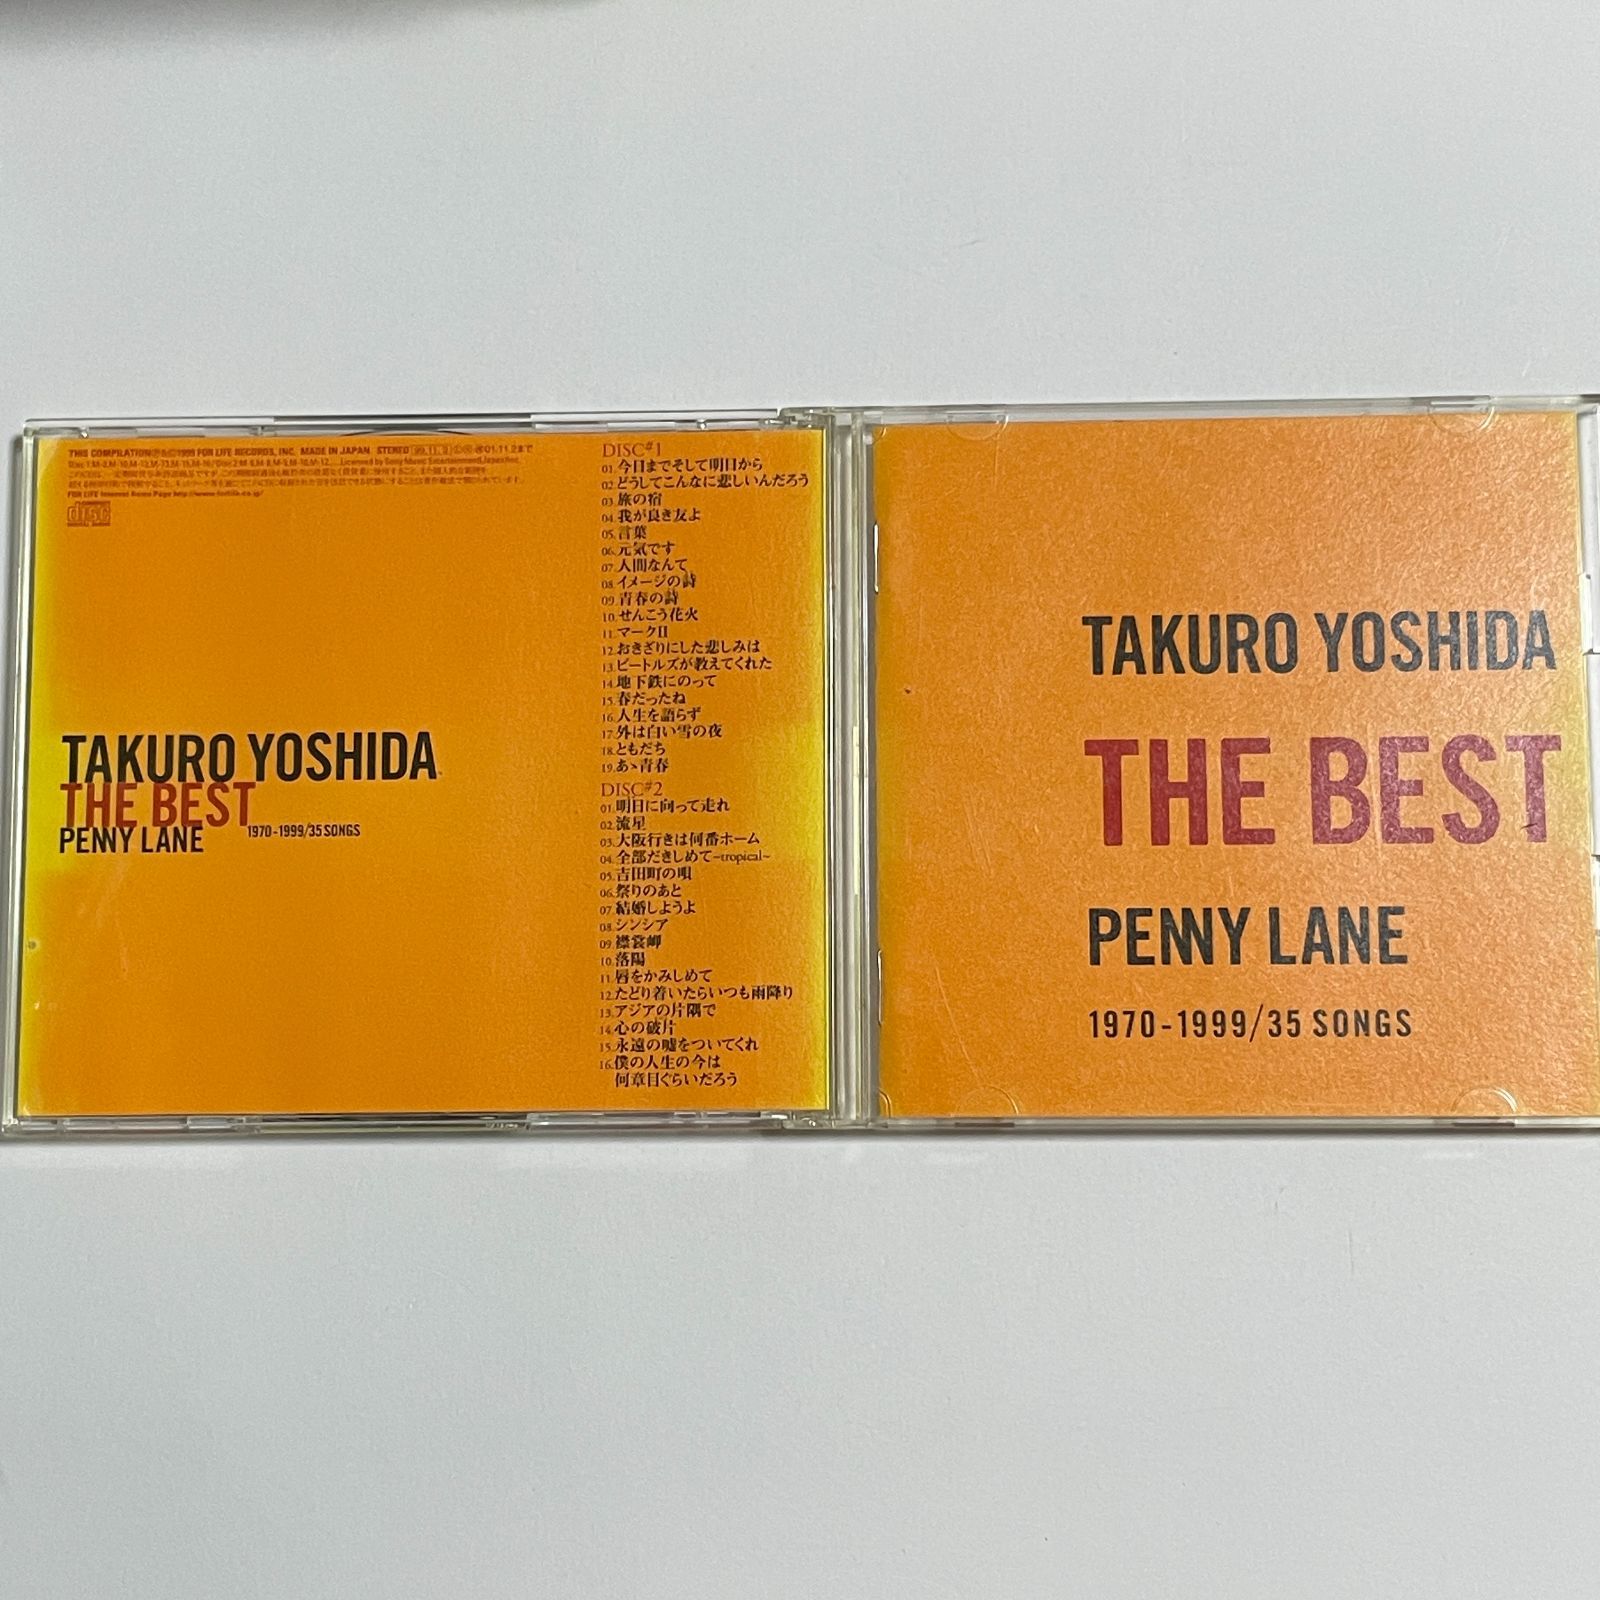 THIS COMPILATION Ⓟ&Ⓒ1999 FOR LIFE RECORDS, INC. MADE IN JAPAN. STEREO
FOR LIFE Internet Home Page http://www.forlife.co.jp/
disc
TAKURO YOSHIDA
THE BEST
PENNY LANE 1970-1999/35 SONGS
DISC#1
01.今日までそして明日から
02.どうしてこんなに悲しいんだろう
03.旅の宿
04.我が良き友よ
05.言葉
06.元気です
07.人間なんて
08.イメージの詩
09.青春の詩
10.せんこう花火
11.マークII
12.おきざりにした悲しみは
13.ビートルズが教えてくれた
14.地下鉄にのって
15.春だったね
16.人生を語らず
17.外は白い雪の夜
18.ともだち
19.あゝ青春
DISC#2
01.明日に向って走れ
02.流星
03.大阪行きは何番ホーム
04.全部だきしめて~tropical~
05.吉田町の唄
06.祭りのあと
07.結婚しようよ
08.シンシア
09.襟裳岬
10.落陽
11.唇をかみしめて
12.たどり着いたらいつも雨降り
13.アジアの片隅で
14.心の破片
15.永遠の嘘をついてくれ
16.僕の人生の今は
何章目ぐらいだろう
TAKURO YOSHIDA
THE BEST
PENNY LANE
1970-1999/35 SONGS